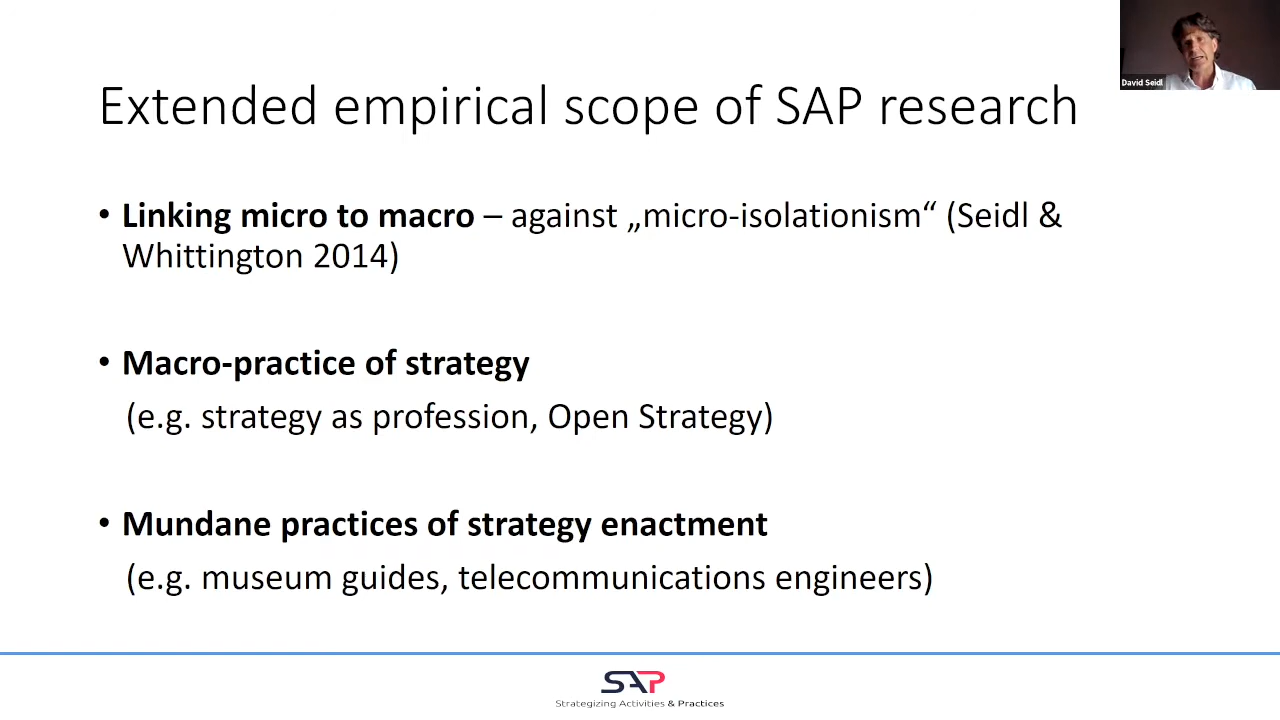 David Seidl
Extended empirical scope of SAP research
• Linking micro to macro – against „micro-isolationism“ (Seidl &
Whittington 2014)
• Macro-practice of strategy
(e.g. strategy as profession, Open Strategy)
• Mundane practices of strategy enactment
(e.g. museum guides, telecommunications engineers)
SAP
Strategizing Activities & Practices